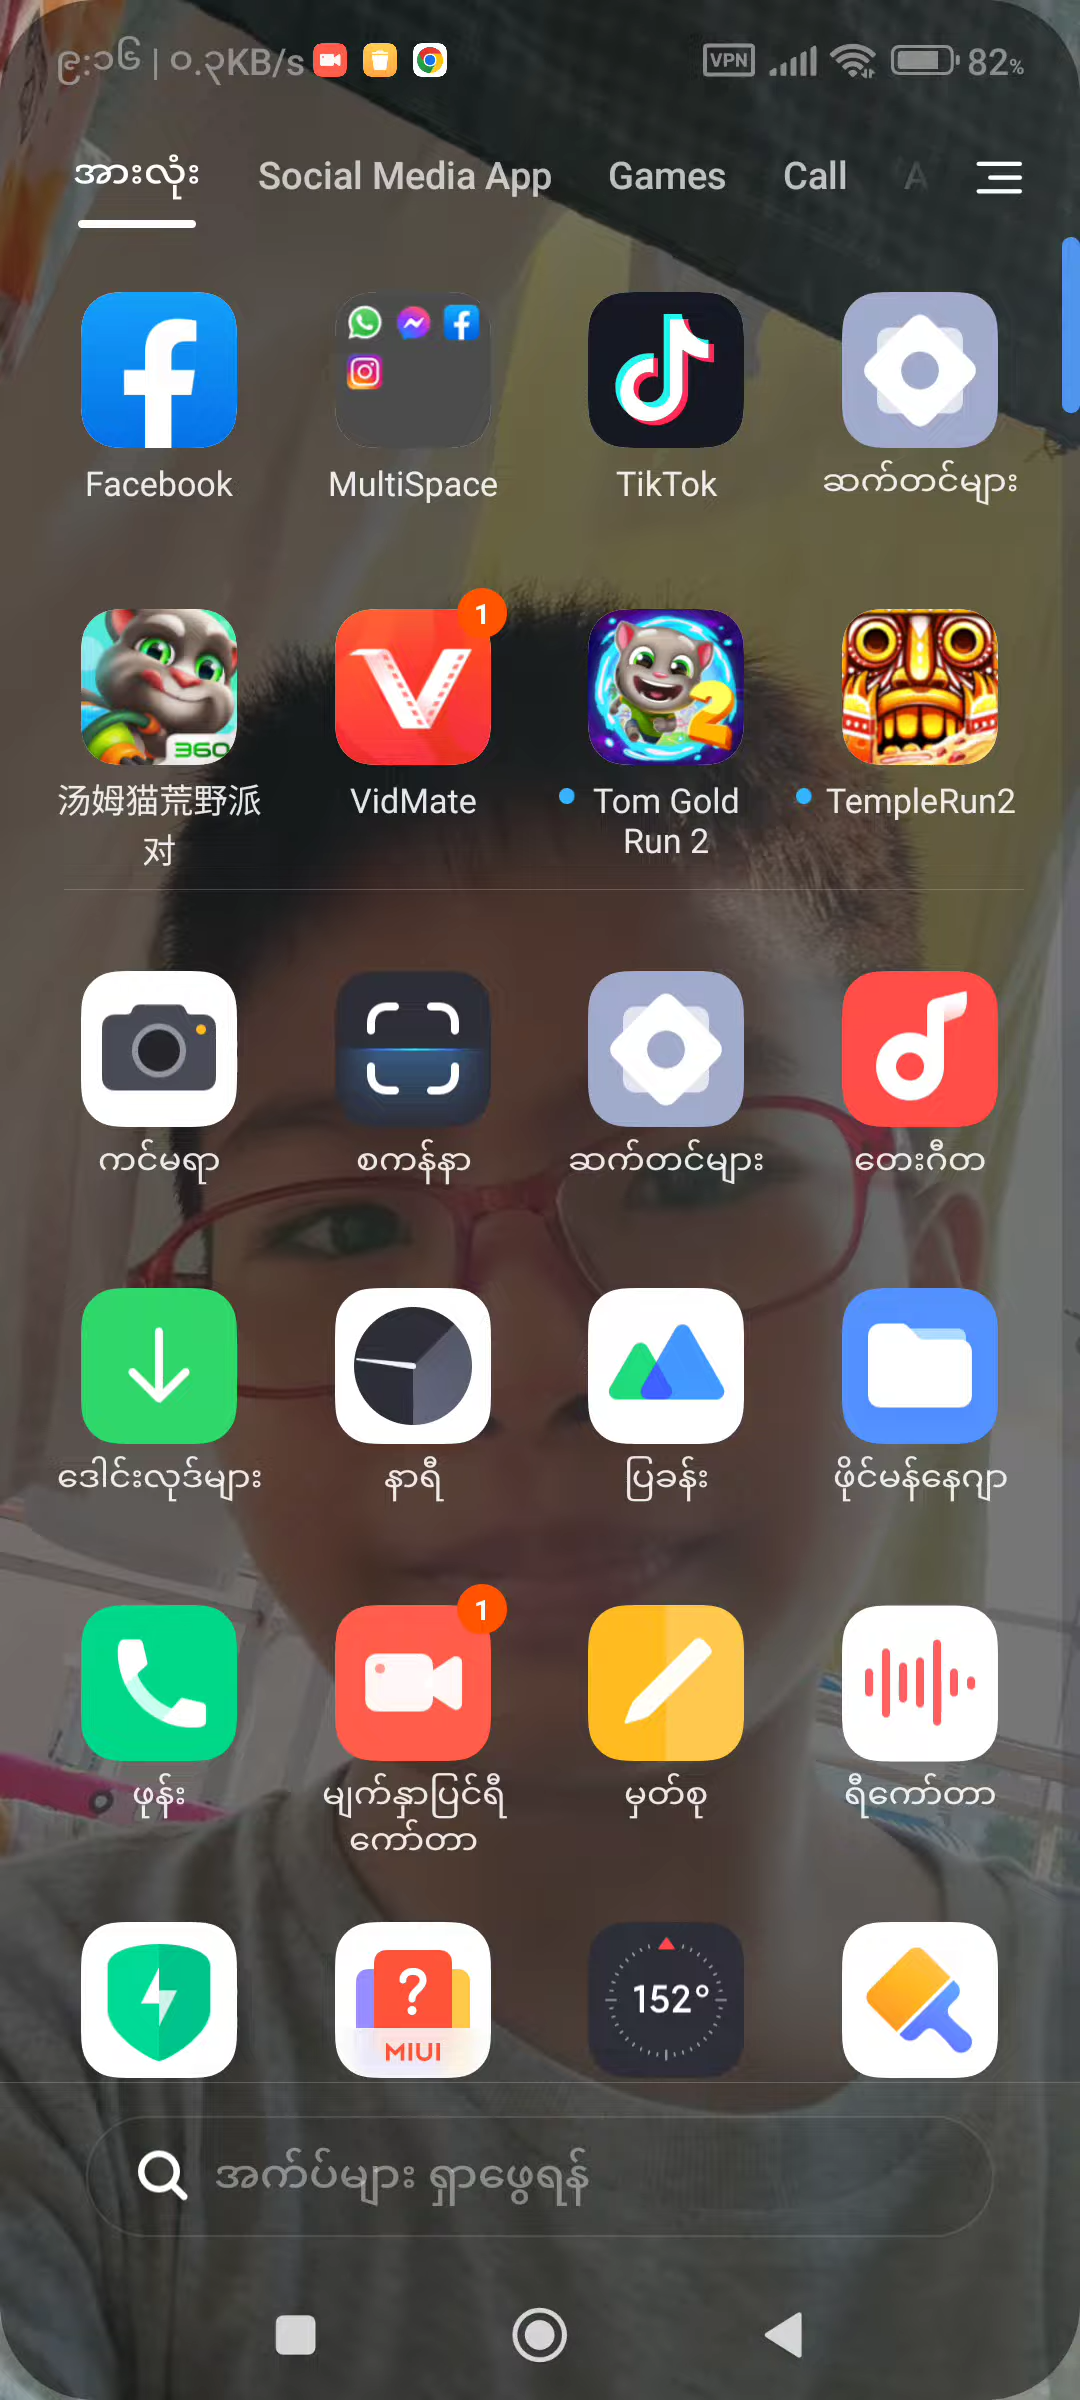 ၉:၁၆ | ၀.၃KB/s VPN 82%
အားလုံး Social Media App Games Call A
Facebook MultiSpace TikTok ဆက်တင်များ
360 1 2
汤姆猫荒野派对 VidMate Tom Gold Run 2 TempleRun2
ကင်မရာ စကန်နာ ဆက်တင်များ တေးဂီတ
ဒေါင်းလုဒ်များ နာရီ ပြခန်း ဖိုင်မန်နေဂျာ
1
ဖုန်း မျက်နှာပြင်ရီကော်တာ မှတ်စု ရီကော်တာ
? MIUI 152°
အက်ပ်များ ရှာဖွေရန်